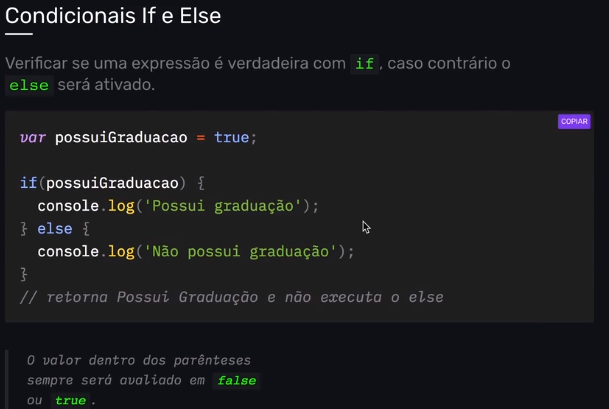 Condicionais If e Else
Verificar se uma expressão é verdadeira com if, caso contrário o
else será ativado.
COPIAR
var possuiGraduacao = true;
if(possuiGraduacao) {
console.log('Possui graduação');
} else {
console.log('Não possui graduação');
}
// retorna Possui Graduação e não executa o else
O valor dentro dos parênteses
sempre será avaliado em false
ou true.